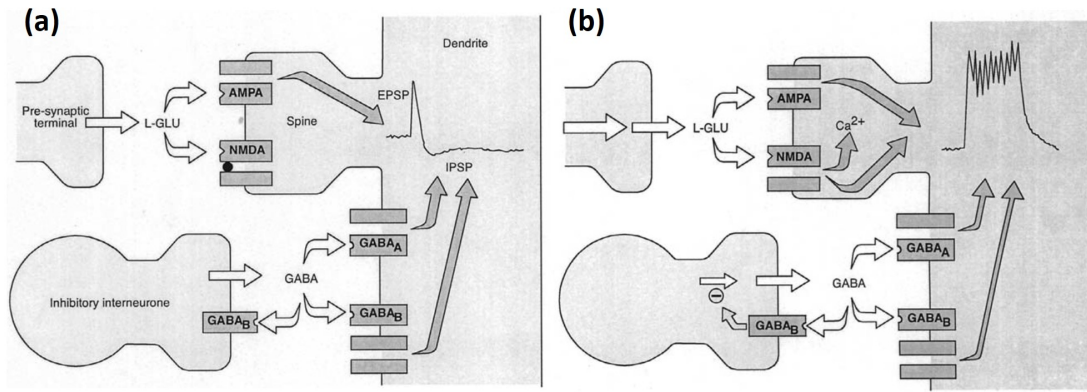 (a)
Dendrite
Pre-synaptic
terminal
L-GLU
AMPA
EPSP
Spine
NMDA
IPSP
GABAA
GABA
Inhibitory interneurone
GABAB
GABAB
(b)
AMPA
L-GLU
Ca2+
NMDA
GABAA
GABA
GABAB
GABAB